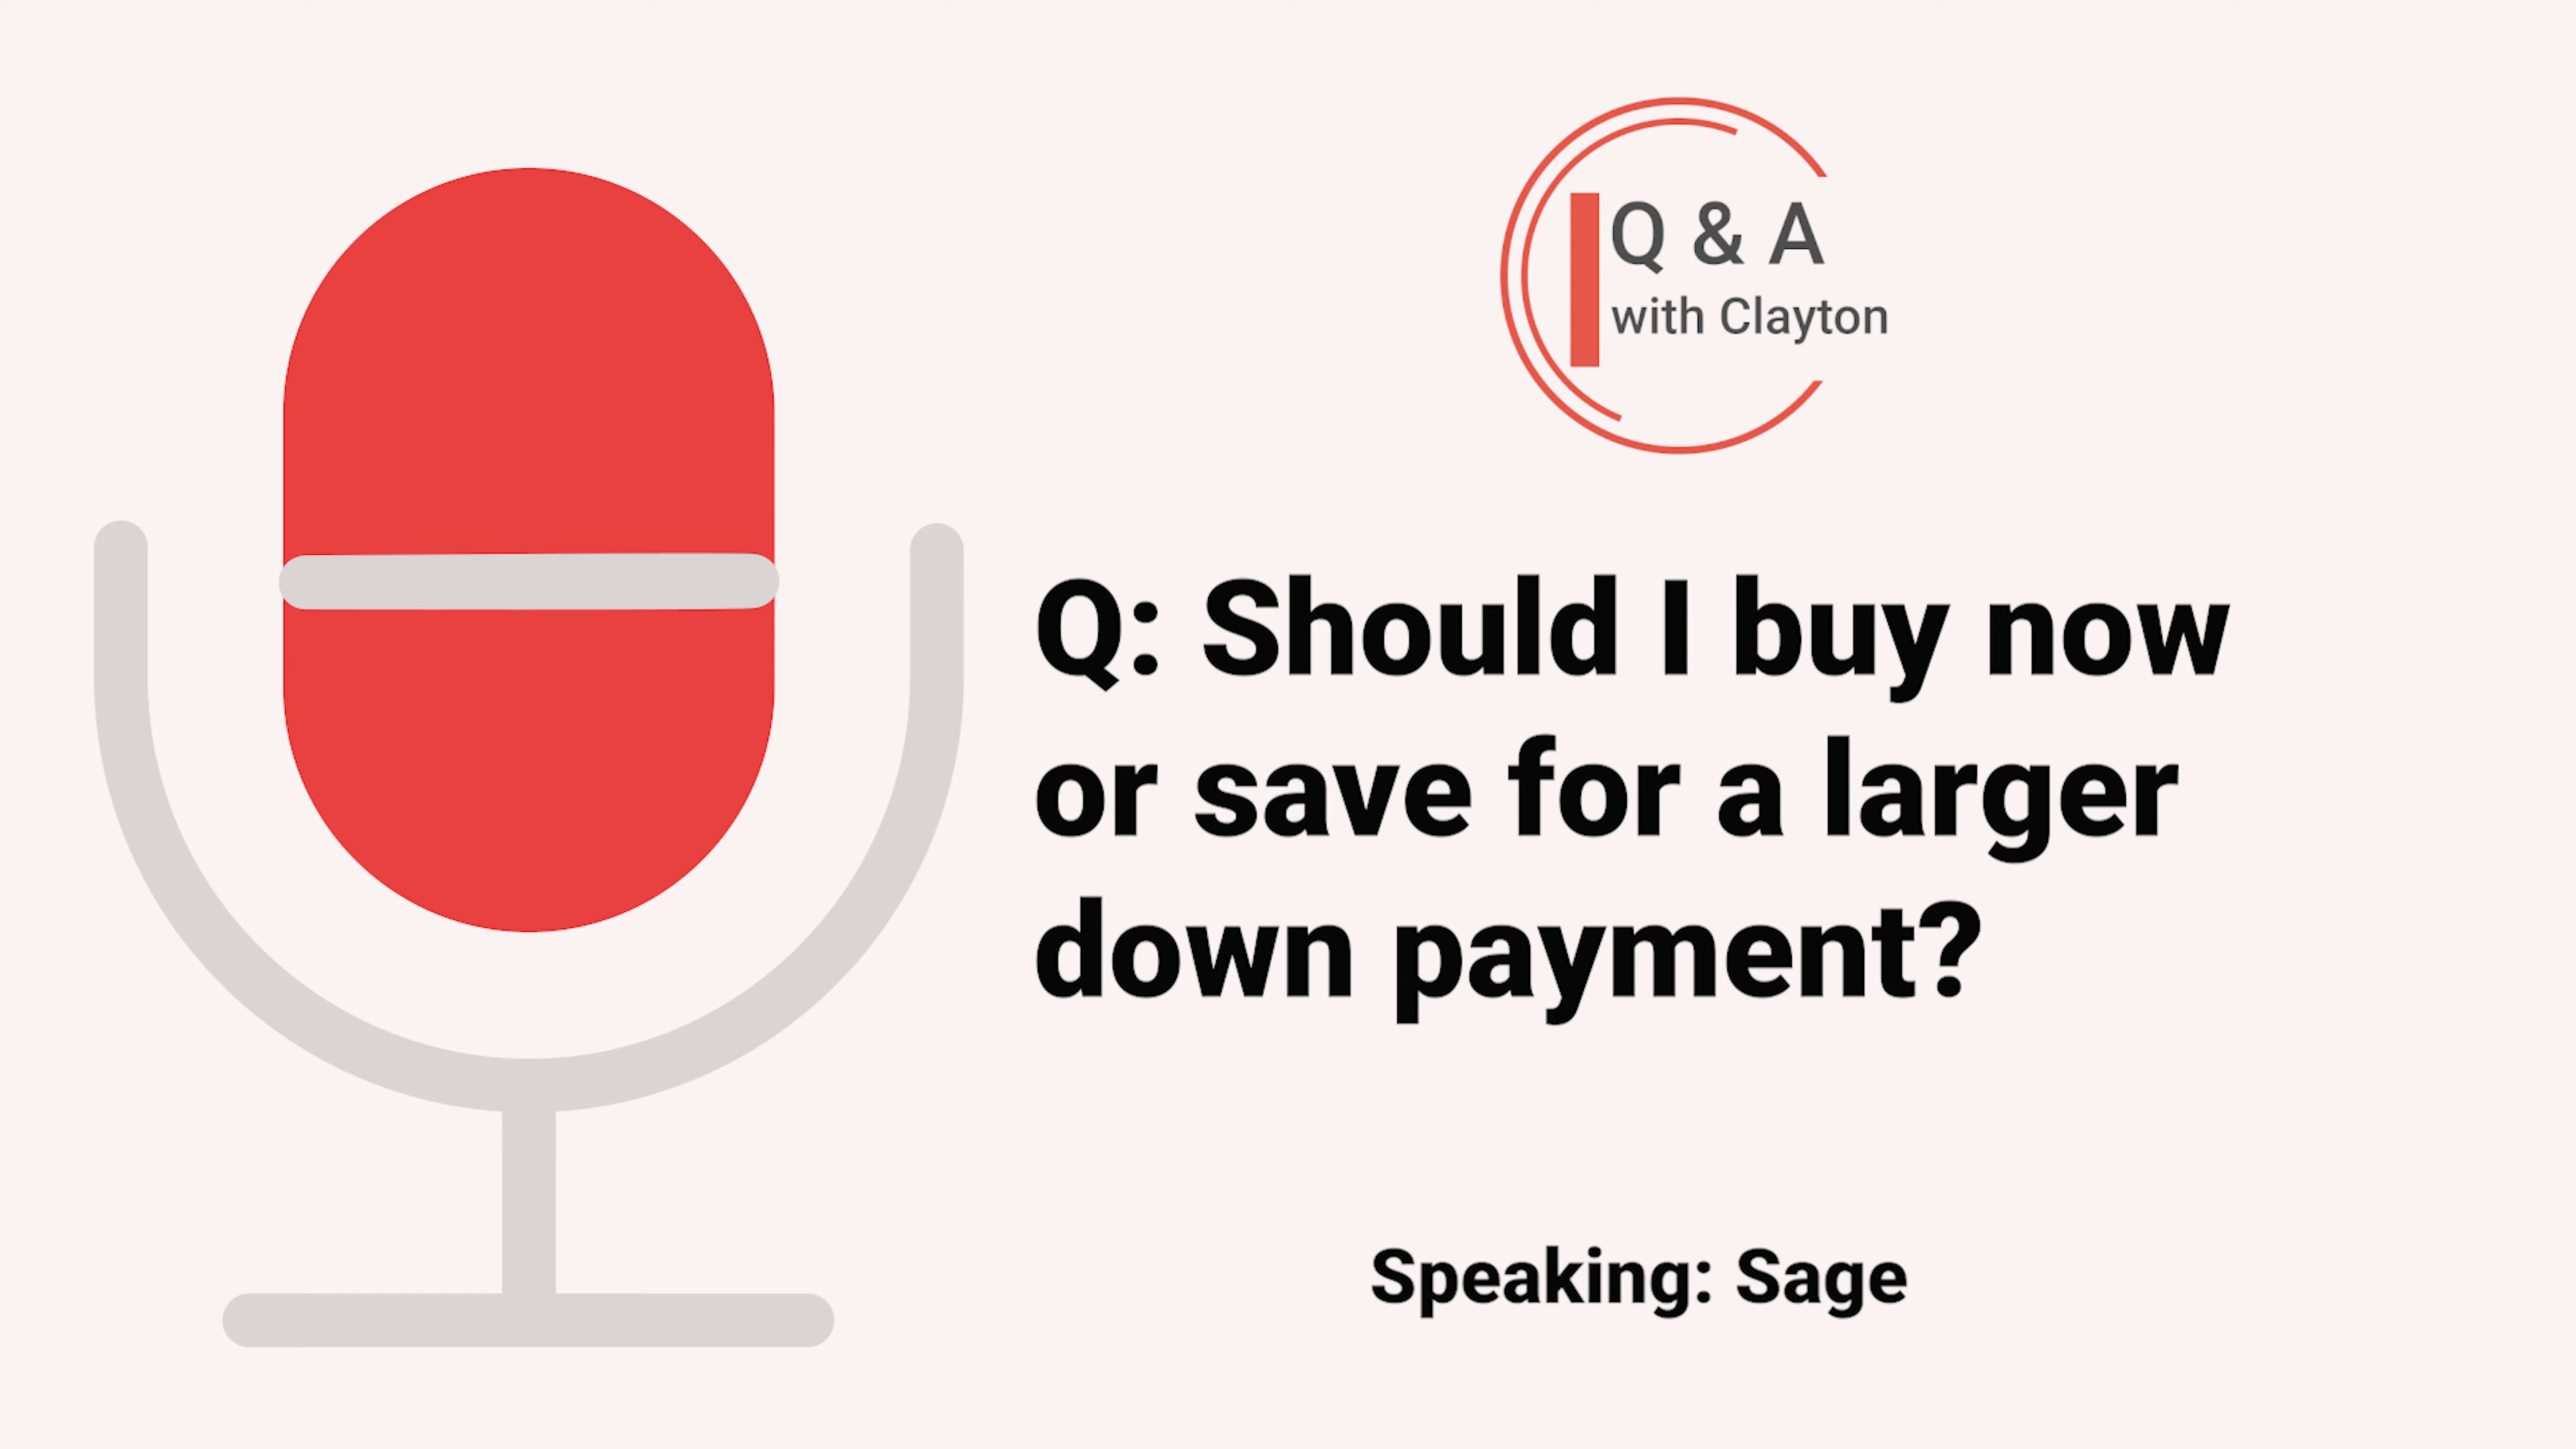 Q & A
with Clayton
Q: Should I buy now
or save for a larger
down payment?
Speaking: Sage